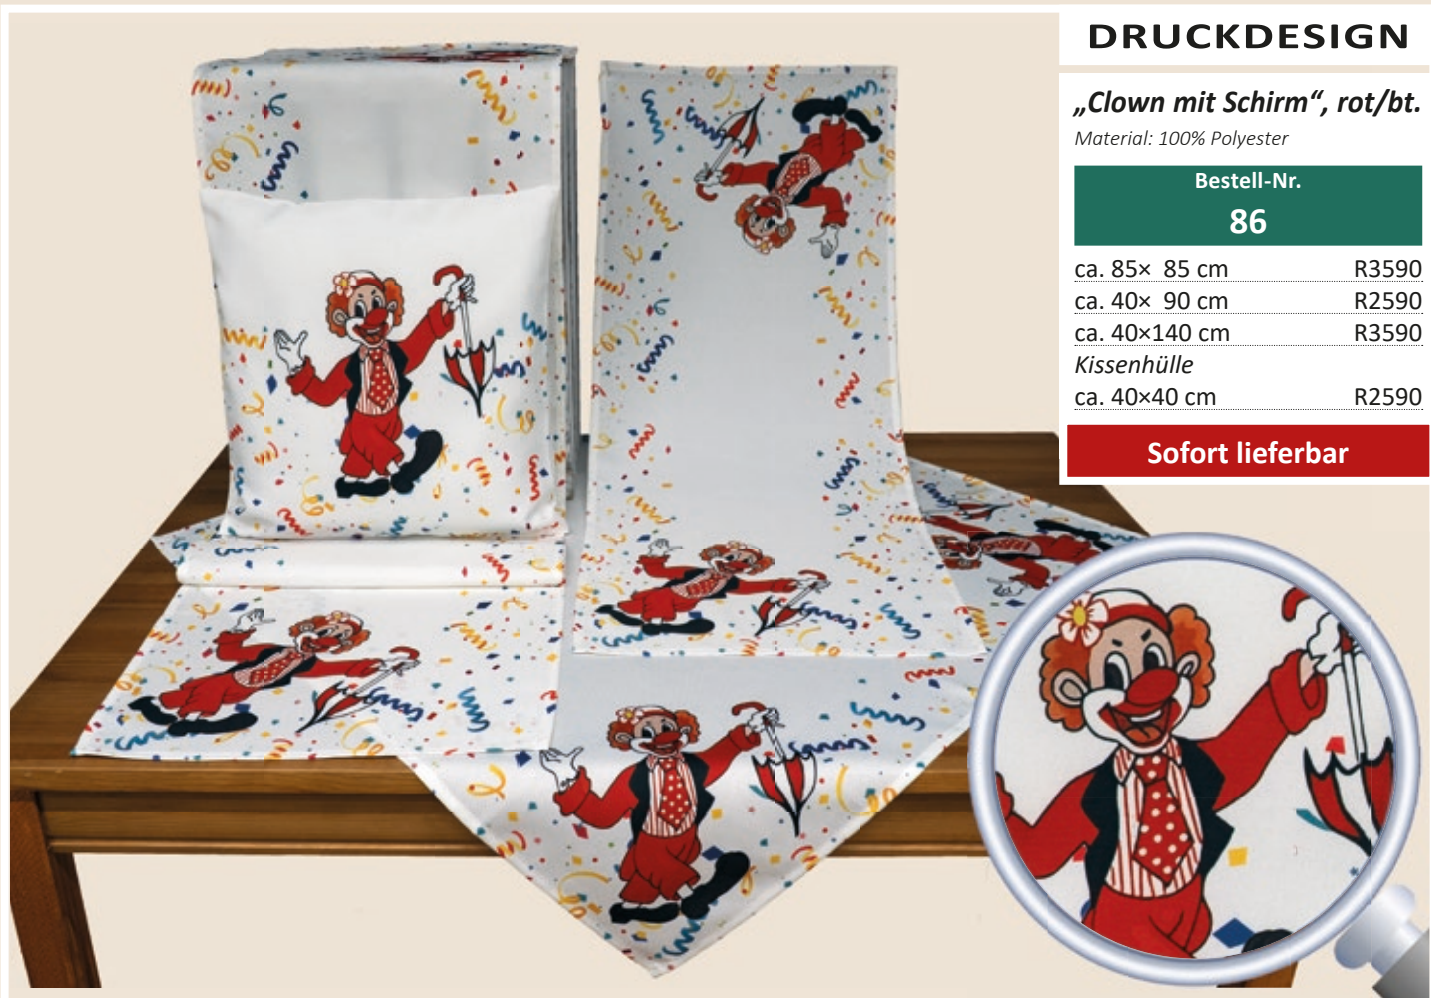 DRUCKDESIGN
„Clown mit Schirm“, rot/bt.
Material: 100% Polyester
Bestell-Nr.
86
ca. 85× 85 cm R3590
ca. 40× 90 cm R2590
ca. 40×140 cm R3590
Kissenhülle
ca. 40×40 cm R2590
Sofort lieferbar